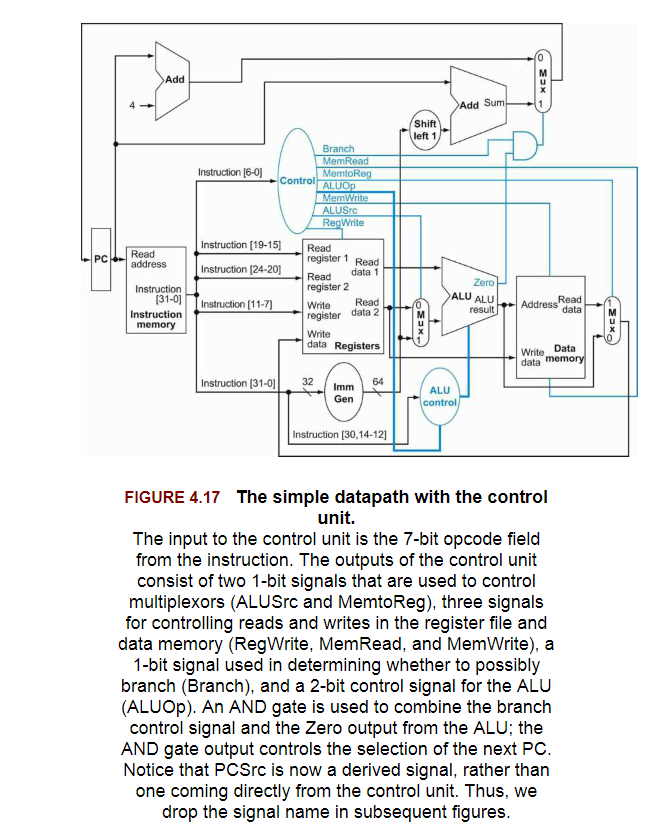 0
M
u
x
1
Add
4
Add Sum
Shift
left 1
Branch
MemRead
Instruction [6-0]
Control
MemtoReg
ALUOp
MemWrite
ALUSrc
RegWrite
PC
Read
address
Instruction
[31-0]
Instruction
memory
Instruction [19-15]
Instruction [24-20]
Instruction [11-7]
Read
register 1
Read
data 1
Read
register 2
Write
register
Read
data 2
Write
data
Registers
0
M
u
x
1
Zero
ALU
ALU
result
Address
Read
data
Write
data
Data
memory
1
M
u
x
0
Instruction [31-0]
32
Imm
Gen
64
ALU
control
Instruction [30,14-12]
FIGURE 4.17 The simple datapath with the control
unit.
The input to the control unit is the 7-bit opcode field
from the instruction. The outputs of the control unit
consist of two 1-bit signals that are used to control
multiplexors (ALUSrc and MemtoReg), three signals
for controlling reads and writes in the register file and
data memory (RegWrite, MemRead, and MemWrite), a
1-bit signal used in determining whether to possibly
branch (Branch), and a 2-bit control signal for the ALU
(ALUOp). An AND gate is used to combine the branch
control signal and the Zero output from the ALU; the
AND gate output controls the selection of the next PC.
Notice that PCSrc is now a derived signal, rather than
one coming directly from the control unit. Thus, we
drop the signal name in subsequent figures.